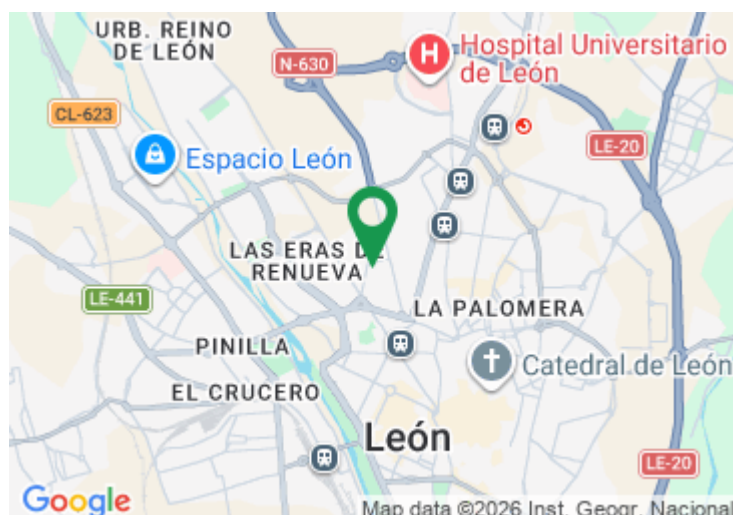 URB. REINO
DE LEÓN
N-630
H
Hospital Universitario
de León
CL-623
Espacio León
LE-20
LAS ERAS DE
RENUEVA
LE-441
LA PALOMERA
PINILLA
Catedral de León
EL CRUCERO
León
LE-20
Google
Map data ©2026 Inst. Geogr. Nacional